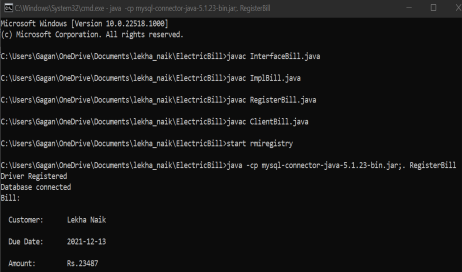 C:\Windows\System32\cmd.exe - java -cp mysql-connector-java-5.1.23-bin.jar;. RegisterBill
Microsoft Windows [Version 10.0.22518.1000]
(c) Microsoft Corporation. All rights reserved.
C:\Users\Gagan\OneDrive\Documents\lekha_naik\ElectricBill>javac InterfaceBill.java
C:\Users\Gagan\OneDrive\Documents\lekha_naik\ElectricBill>javac ImplBill.java
C:\Users\Gagan\OneDrive\Documents\lekha_naik\ElectricBill>javac RegisterBill.java
C:\Users\Gagan\OneDrive\Documents\lekha_naik\ElectricBill>javac ClientBill.java
C:\Users\Gagan\OneDrive\Documents\lekha_naik\ElectricBill>start rmiregistry
C:\Users\Gagan\OneDrive\Documents\lekha_naik\ElectricBill>java -cp mysql-connector-java-5.1.23-bin.jar;. RegisterBill
Driver Registered
Database connected
Bill:
Customer: Lekha Naik
Due Date: 2021-12-13
Amount: Rs.23487